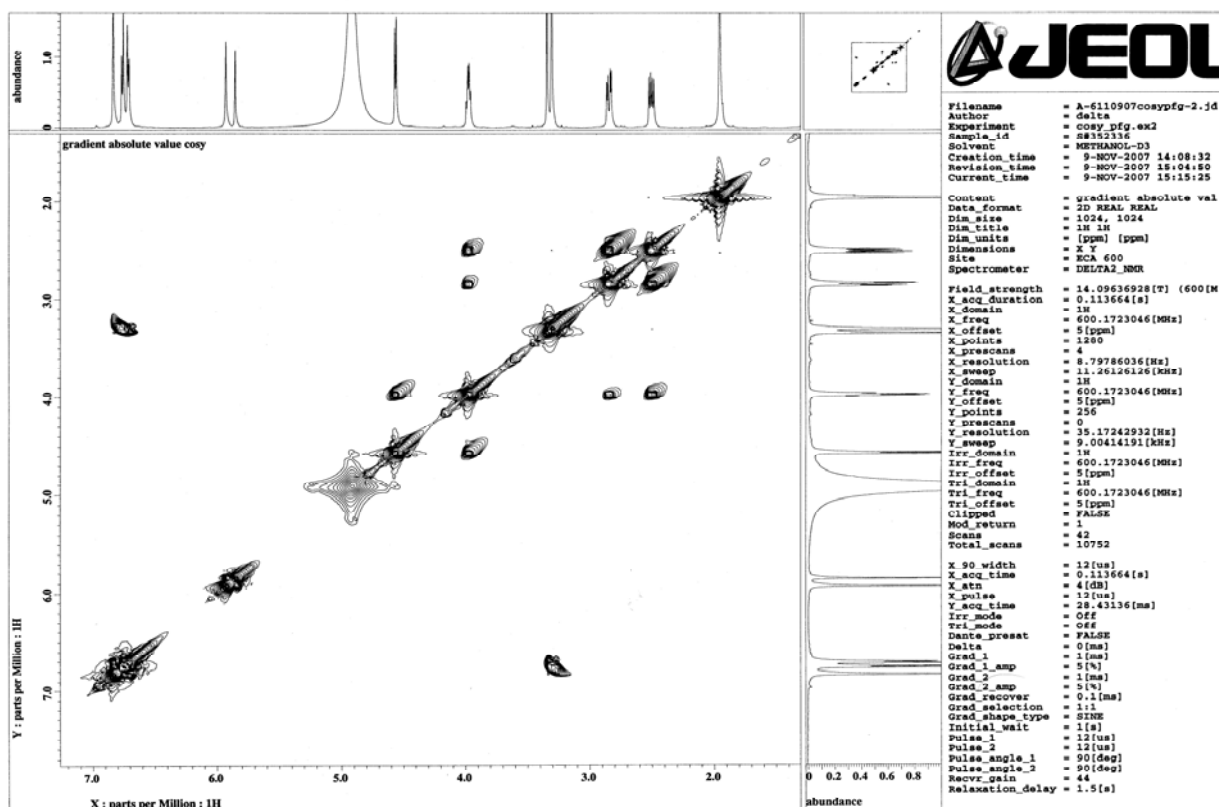 JEOL
abundance
1.0
0
gradient absolute value cosy
2.0
3.0
4.0
5.0
6.0
7.0
Y : parts per Million : 1H
7.0 6.0 5.0 4.0 3.0 2.0
X : parts per Million : 1H
0 0.2 0.4 0.6 0.8
abundance
Filename = A-6110907cosypfg-2.jd
Author = delta
Experiment = cosy_pfg.ex2
Sample_id = S#352336
Solvent = METHANOL-D3
Creation_time = 9-NOV-2007 14:08:32
Revision_time = 9-NOV-2007 15:04:50
Current_time = 9-NOV-2007 15:15:25
Content = gradient absolute val
Data_format = 2D REAL REAL
Dim_size = 1024, 1024
Dim_title = 1H 1H
Dim_units = [ppm] [ppm]
Dimensions = X Y
Site = ECA 600
Spectrometer = DELTA2_NMR
Field_strength = 14.09636928[T] (600[M
X_acq_duration = 0.113664[s]
X_domain = 1H
X_freq = 600.1723046[MHz]
X_offset = 5[ppm]
X_points = 1280
X_prescans = 4
X_resolution = 8.79786036[Hz]
X_sweep = 11.26126126[kHz]
Y_domain = 1H
Y_freq = 600.1723046[MHz]
Y_offset = 5[ppm]
Y_points = 256
Y_prescans = 0
Y_resolution = 35.17242932[Hz]
Y_sweep = 9.00414191[kHz]
Irr_domain = 1H
Irr_freq = 600.1723046[MHz]
Irr_offset = 5[ppm]
Tri_domain = 1H
Tri_freq = 600.1723046[MHz]
Tri_offset = 5[ppm]
Clipped = FALSE
Mod_return = 1
Scans = 42
Total_scans = 10752
X_90_width = 12[us]
X_acq_time = 0.113664[s]
X_atn = 4[dB]
X_pulse = 12[us]
Y_acq_time = 28.43136[ms]
Irr_mode = Off
Tri_mode = Off
Dante_presat = FALSE
Delta = 0[ms]
Grad_1 = 1[ms]
Grad_1_amp = 5[%]
Grad_2 = 1[ms]
Grad_2_amp = 5[%]
Grad_recover = 0.1[ms]
Grad_selection = 1:1
Grad_shape_type = SINE
Initial_wait = 1[s]
Pulse_1 = 12[us]
Pulse_2 = 12[us]
Pulse_angle_1 = 90[deg]
Pulse_angle_2 = 90[deg]
Recvr_gain = 44
Relaxation_delay = 1.5[s]